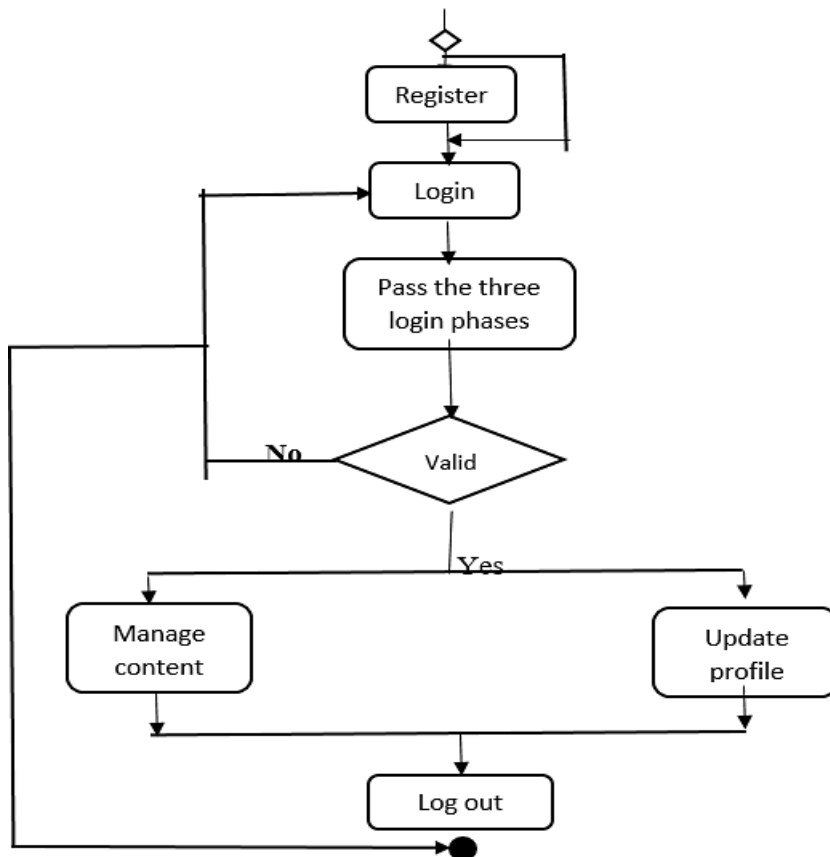 Register
Login
Pass the three
login phases
Valid
No
Yes
Manage
content
Update
profile
Log out